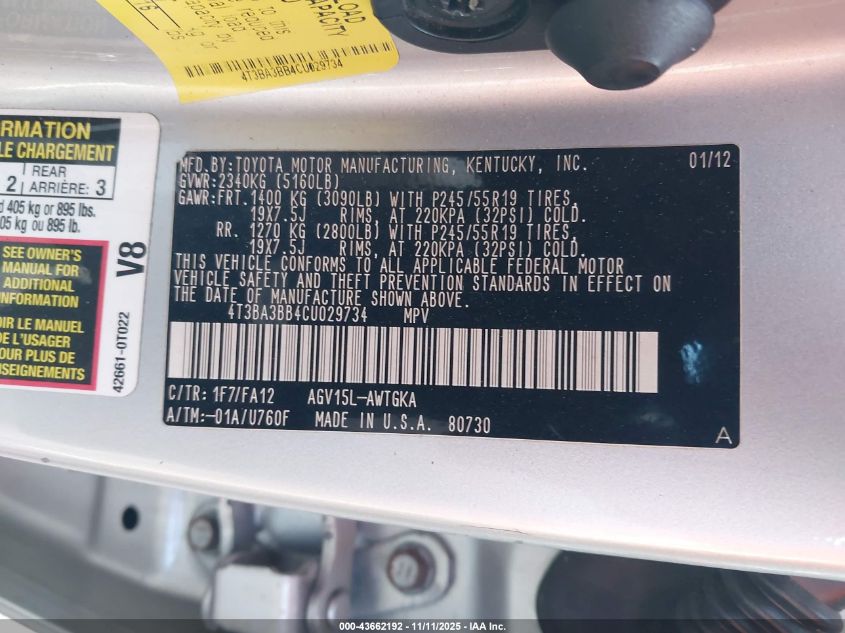 4T3BA3BB4CU029734
CAPACITY
RMATION
LE CHARGEMENT
2 REAR
ARRIÈRE: 3
405 kg or 895 lbs.
05 kg ou 895 lb.
SEE OWNER'S
MANUAL FOR
ADDITIONAL
INFORMATION
OIR LE MANUEL
DE L'USAGER
POUR PLUS DE
SEIGNEMENTS
V8
42661-0T022
MFD.BY:TOYOTA MOTOR MANUFACTURING, KENTUCKY, INC. 01/12
GVWR:2340KG (5160LB)
GAWR:FRT.1400 KG (3090LB) WITH P245/55R19 TIRES,
19X7.5J RIMS, AT 220KPA (32PSI) COLD.
RR. 1270 KG (2800LB) WITH P245/55R19 TIRES,
19X7.5J RIMS, AT 220KPA (32PSI) COLD.
THIS VEHICLE CONFORMS TO ALL APPLICABLE FEDERAL MOTOR
VEHICLE SAFETY AND THEFT PREVENTION STANDARDS IN EFFECT ON
THE DATE OF MANUFACTURE SHOWN ABOVE.
4T3BA3BB4CU029734 MPV
C/TR: 1F7/FA12 AGV15L-AWTGKA
A/TM:-01A/U760F MADE IN U.S.A. 80730
A
000-43662192 - 11/11/2025 - IAA Inc.